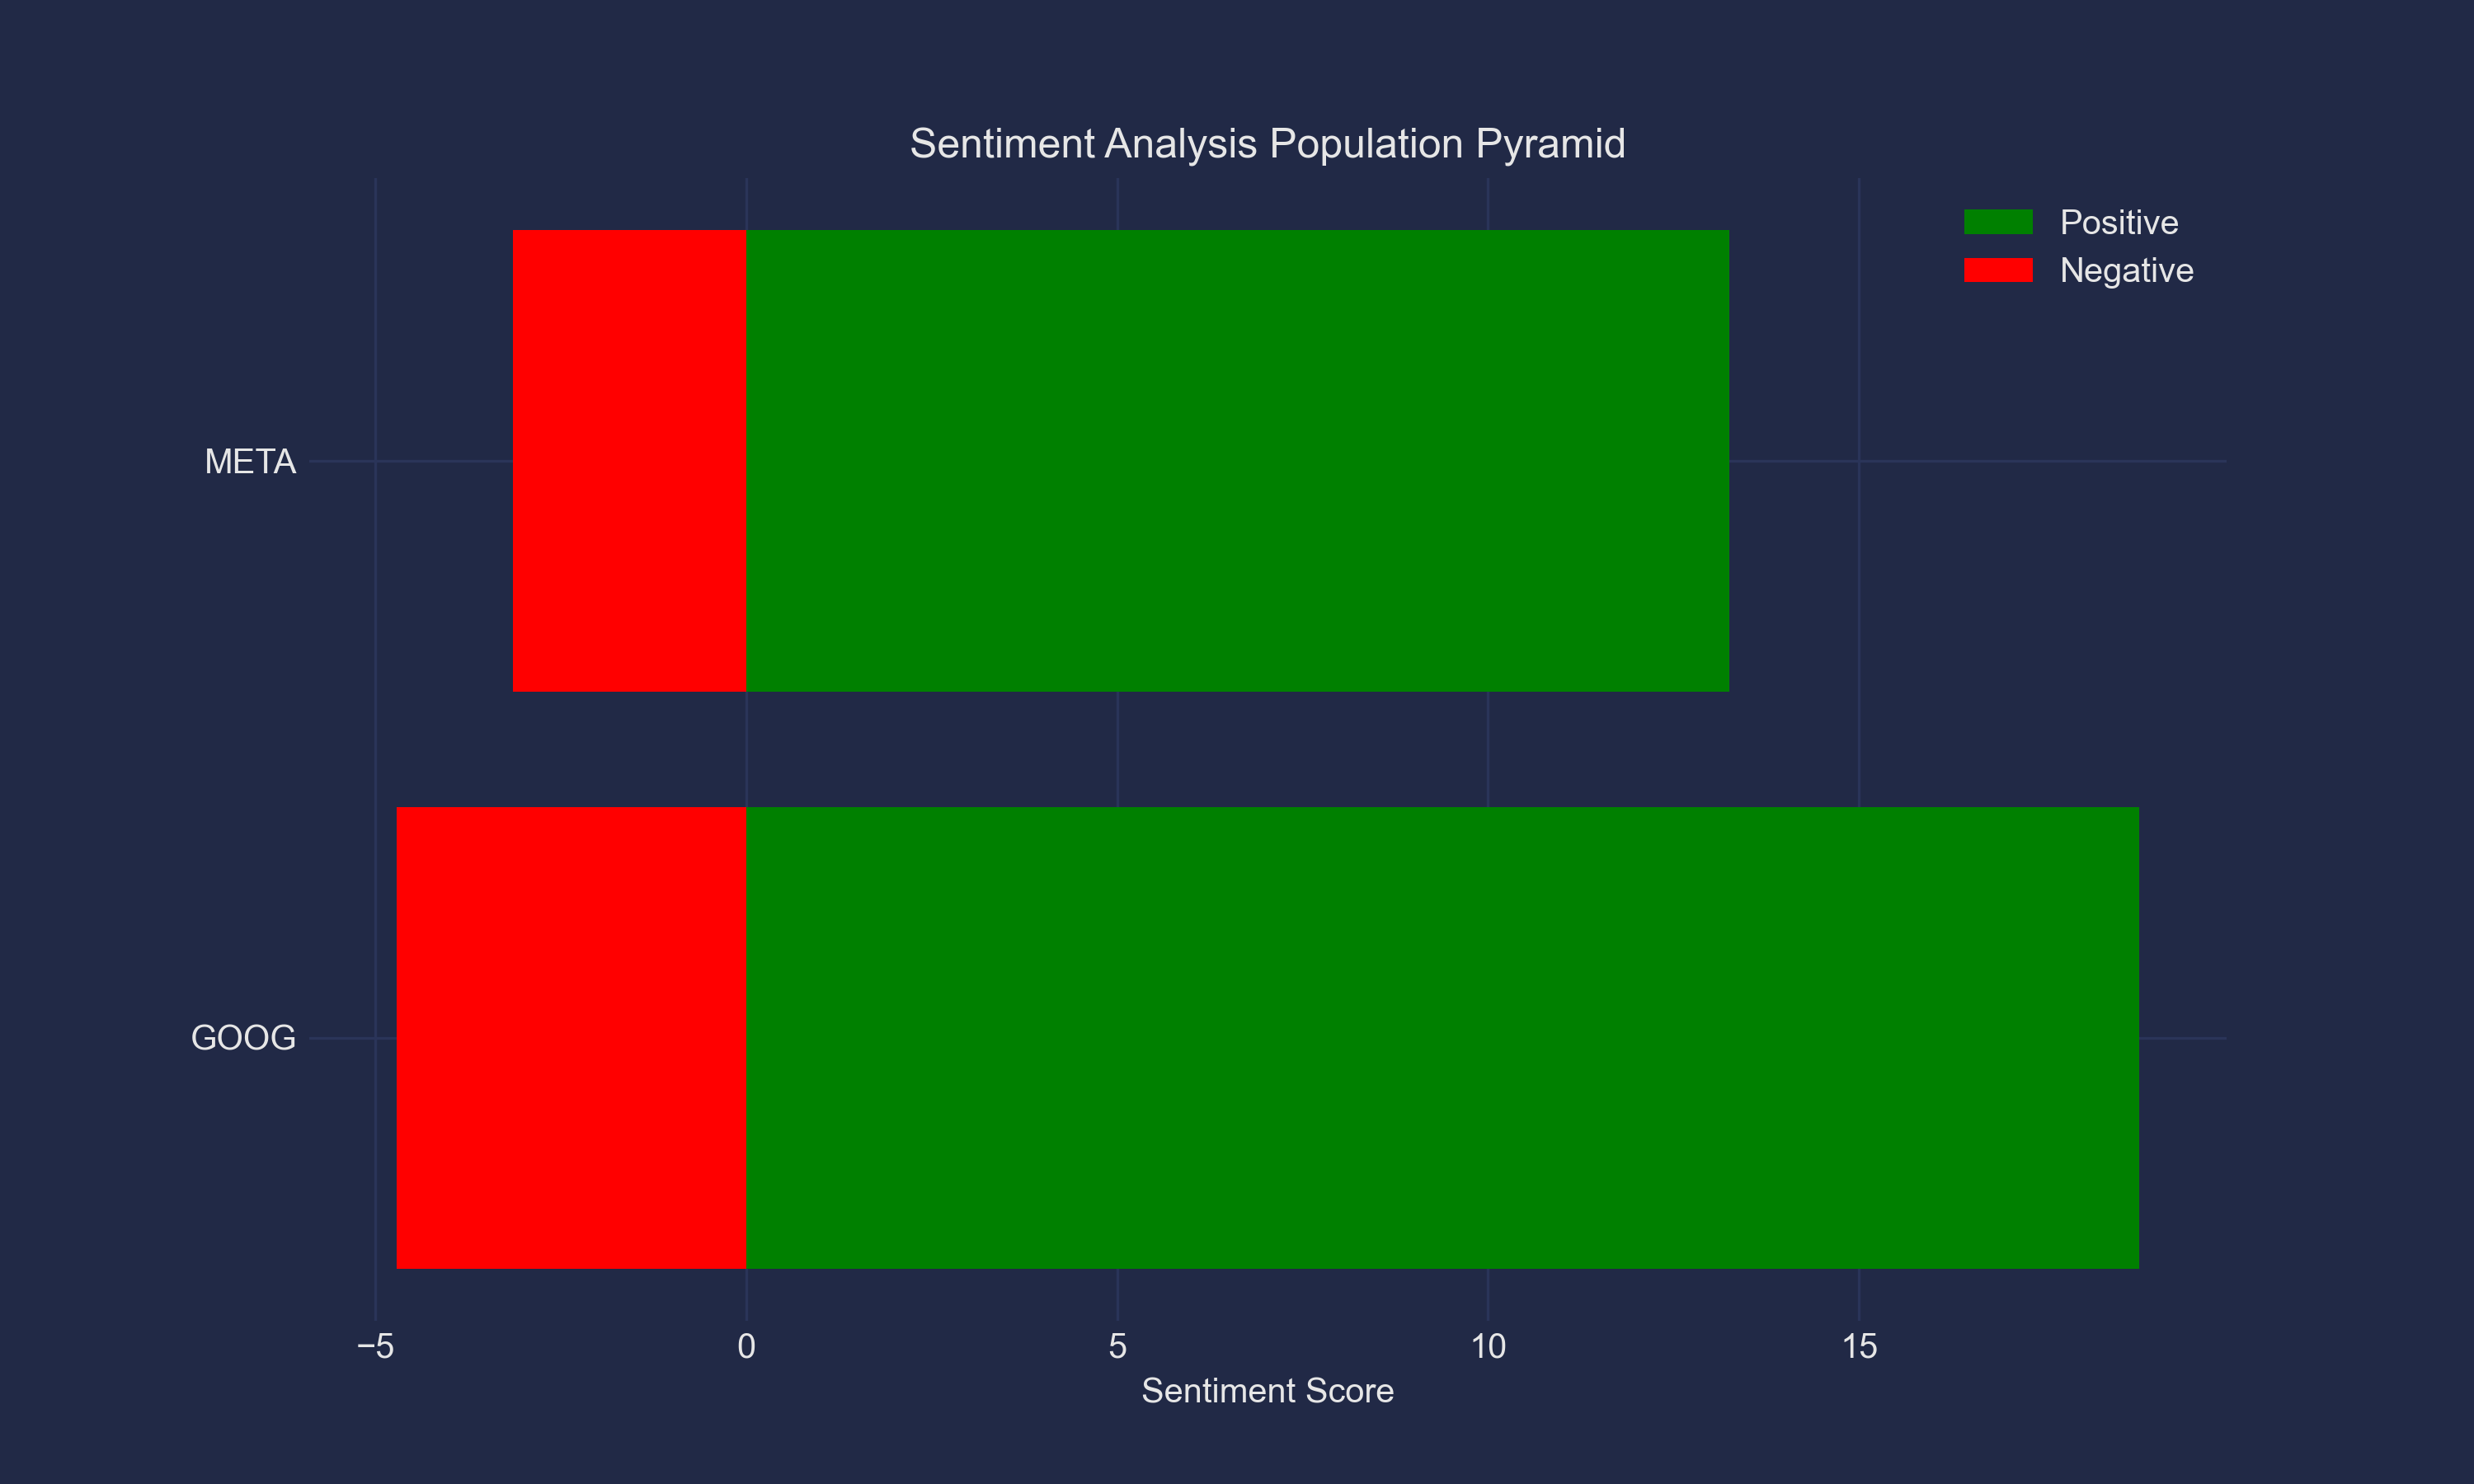 Sentiment Analysis Population Pyramid
Positive
Negative
META
GOOG
−5 0 5 10 15
Sentiment Score